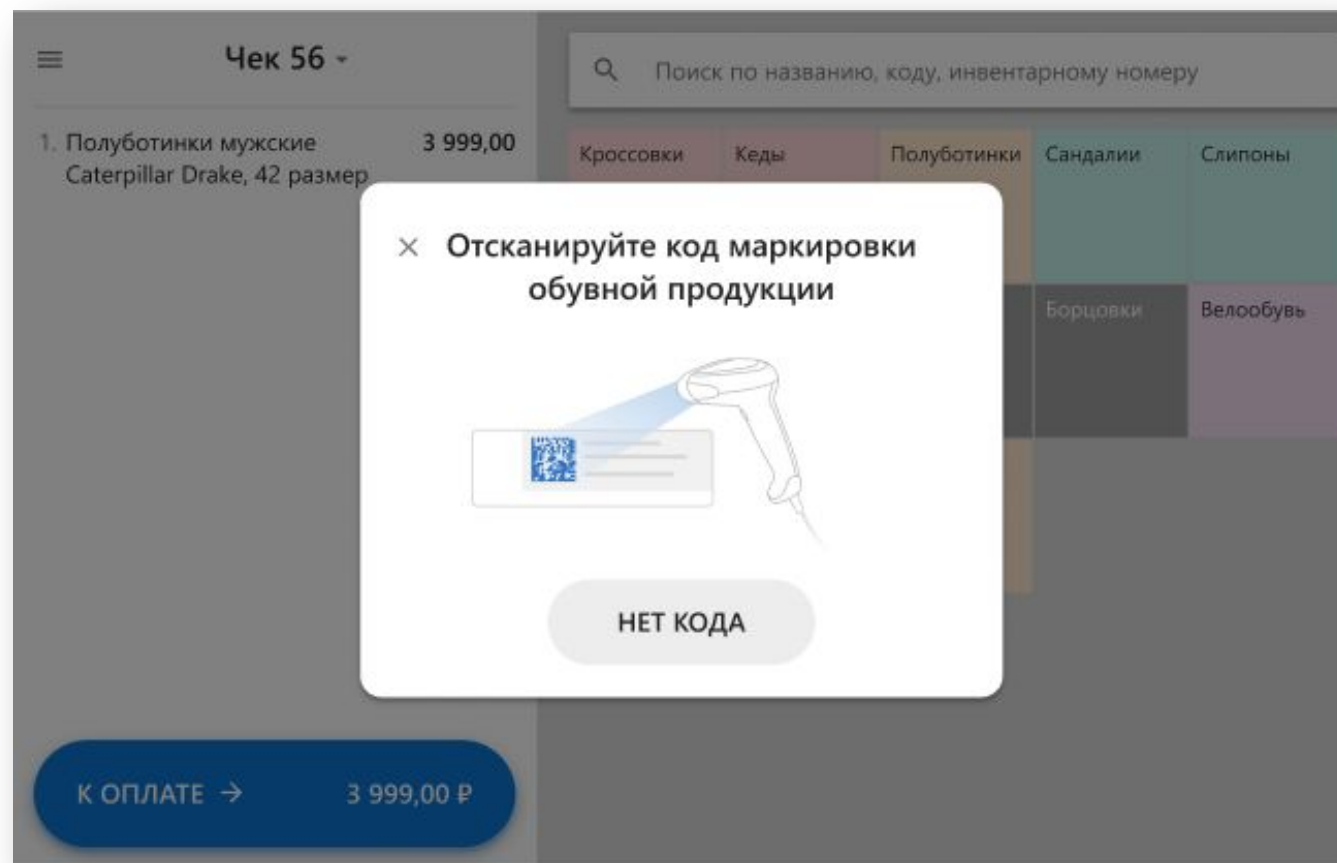 Чек 56
Поиск по названию, коду, инвентарному номеру
1. Полуботинки мужские 3 999,00
Caterpillar Drake, 42 размер
Кроссовки Кеды Полуботинки Сандалии Слипоны
Отсканируйте код маркировки
обувной продукции
Борцовки Велообувь
НЕТ КОДА
К ОПЛАТЕ → 3 999,00 ₽